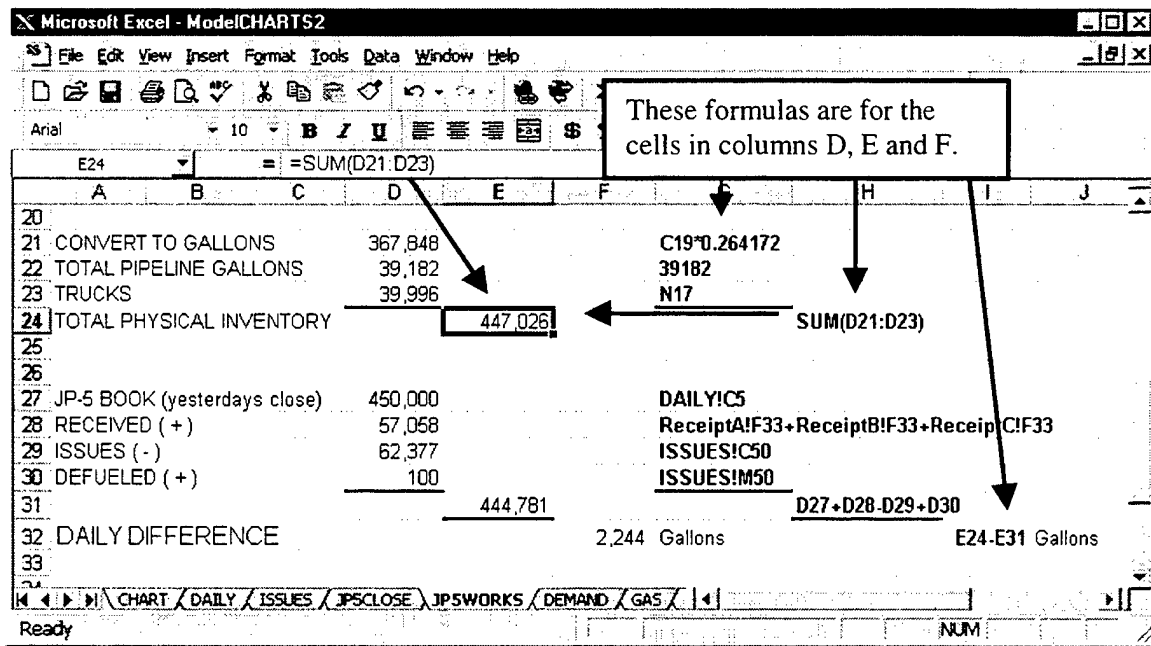 Microsoft Excel - ModelCHARTS2
File Edit View Insert Format Tools Data Window Help
Arial 10 B I U $
These formulas are for the
cells in columns D, E and F.
E24 = =SUM(D21:D23)
A B C D E F G H I J
20
21 CONVERT TO GALLONS 367,848 C19*0.264172
22 TOTAL PIPELINE GALLONS 39,182 39182
23 TRUCKS 39,996 N17
24 TOTAL PHYSICAL INVENTORY 447,026 SUM(D21:D23)
25
26
27 JP-5 BOOK (yesterdays close) 450,000 DAILY!C5
28 RECEIVED ( + ) 57,058 ReceiptA!F33+ReceiptB!F33+ReceiptC!F33
29 ISSUES ( - ) 62,377 ISSUES!C50
30 DEFUELED ( + ) 100 ISSUES!M50
31 444,781 D27+D28-D29+D30
32 DAILY DIFFERENCE 2,244 Gallons E24-E31 Gallons
33
CHART DAILY ISSUES JP5CLOSE JP5WORKS DEMAND GAS
Ready NUM